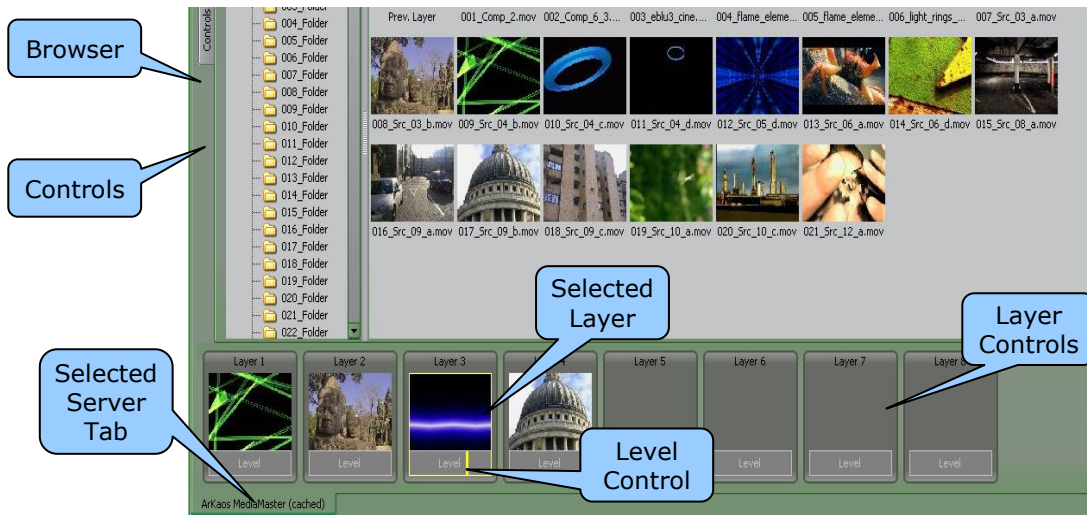 Browser
Controls
Controls
003_Folder
004_Folder
005_Folder
006_Folder
007_Folder
008_Folder
009_Folder
010_Folder
011_Folder
012_Folder
013_Folder
014_Folder
015_Folder
016_Folder
017_Folder
018_Folder
019_Folder
020_Folder
021_Folder
022_Folder
Prev. Layer 001_Comp_2.mov 002_Comp_6_3.... 003_eblu3_cine.... 004_flame_eleme... 005_flame_eleme... 006_light_rings_... 007_Src_03_a.mov
008_Src_03_b.mov 009_Src_04_b.mov 010_Src_04_c.mov 011_Src_04_d.mov 012_Src_05_d.mov 013_Src_06_a.mov 014_Src_06_d.mov 015_Src_08_a.mov
016_Src_09_a.mov 017_Src_09_b.mov 018_Src_09_c.mov 019_Src_10_a.mov 020_Src_10_c.mov 021_Src_12_a.mov
Selected
Layer
Layer
Controls
Selected
Server
Tab
Layer 1 Layer 2 Layer 3 Layer 5 Layer 6 Layer 7 Layer 8
Level Level Level Level Level Level
Level
Control
ArKaos MediaMaster (cached)